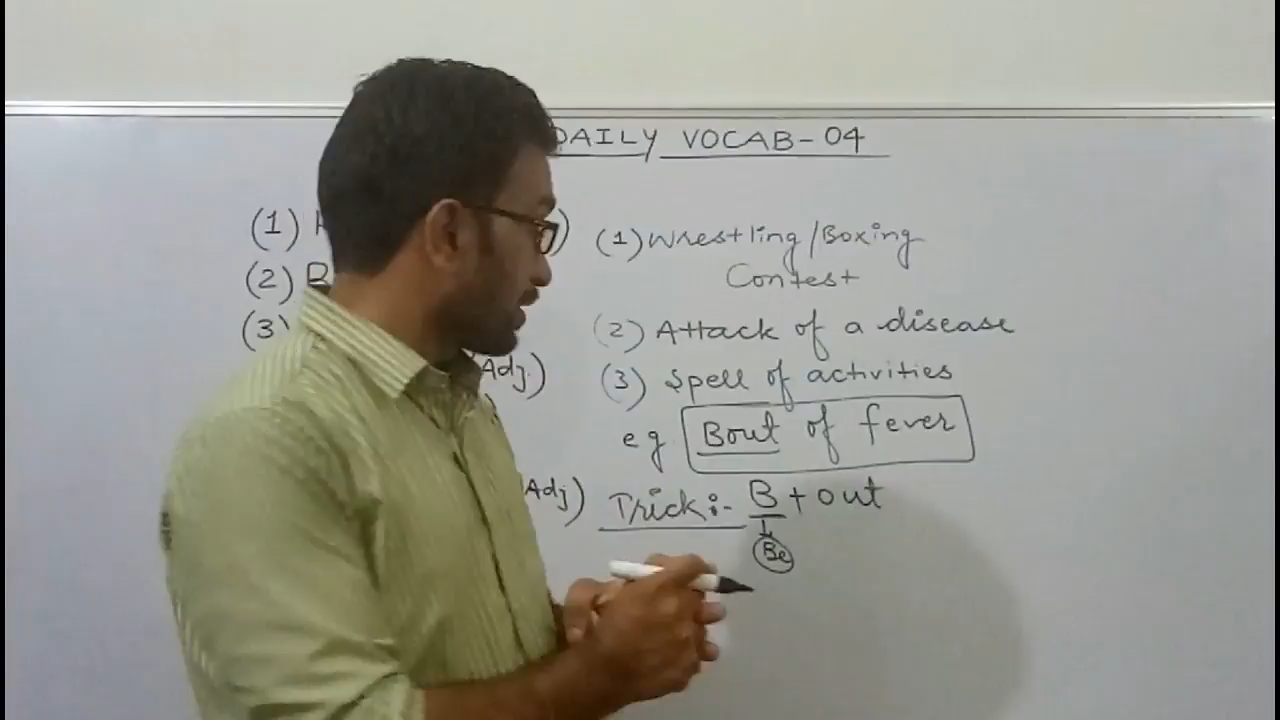 DAILY VOCAB-04
(1)
(2) B
(3)
Adj.)
Adj)
(1) Wrestling/Boxing
Contest
(2) Attack of a disease
(3) Spell of activities
eg. Bout of fever
Trick:- B + out
Be